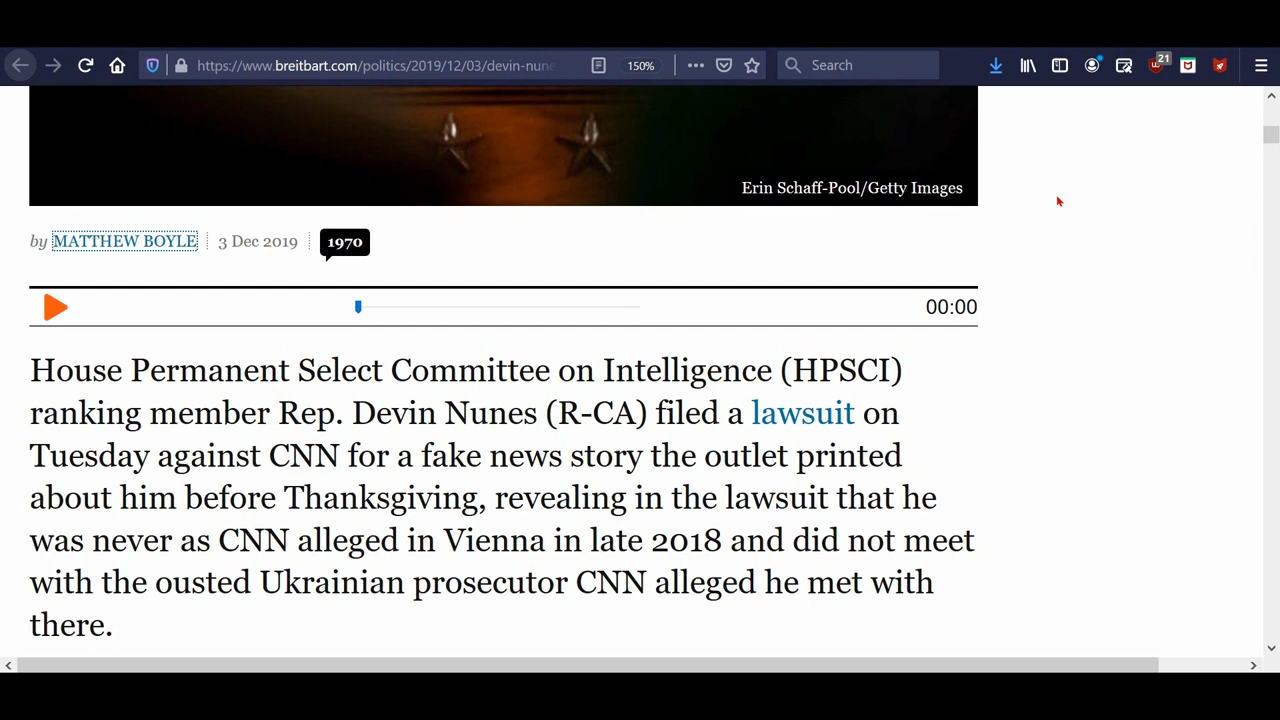 https://www.breitbart.com/politics/2019/12/03/devin-nune
150%
Search
21
Erin Schaff-Pool/Getty Images
by MATTHEW BOYLE 3 Dec 2019 1970
00:00
House Permanent Select Committee on Intelligence (HPSCI)
ranking member Rep. Devin Nunes (R-CA) filed a lawsuit on
Tuesday against CNN for a fake news story the outlet printed
about him before Thanksgiving, revealing in the lawsuit that he
was never as CNN alleged in Vienna in late 2018 and did not meet
with the ousted Ukrainian prosecutor CNN alleged he met with
there.